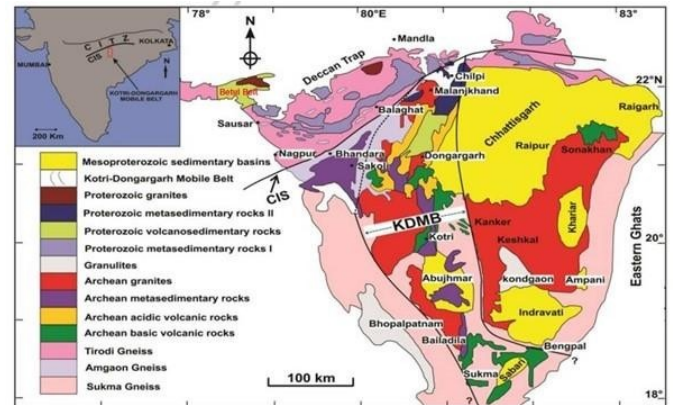 78°
80°E
83°
C I T Z
CIS
KOLKATA
MUMBAI
N
KOTRI-DONGARGARH
MOBILE BELT
200 Km
N
Mandla
Deccan Trap
Chilpi
Malanjkhand
22°N
Betul Belt
Balaghat
Chhattisgarh
Raigarh
Sausar
Raipur
Sonakhan
Nagpur
Bhandara
Dongargarh
Sakoli
CIS
Mesoproterozoic sedimentary basins
Kotri-Dongargarh Mobile Belt
Proterozoic granites
Proterozoic metasedimentary rocks II
Proterozoic volcanosedimentary rocks
Proterozoic metasedimentary rocks I
Granulites
Archean granites
Archean metasedimentary rocks
Archean acidic volcanic rocks
Archean basic volcanic rocks
Tirodi Gneiss
Amgaon Gneiss
Sukma Gneiss
KDMB
Kanker
Khariar
Kotri
Keshkal
20°
Eastern Ghats
Abujhmar
kondgaon
Ampani
Indravati
Bhopalpatnam
Bailadila
Bengpal
?
100 km
Sukma
Sabari
?
18°